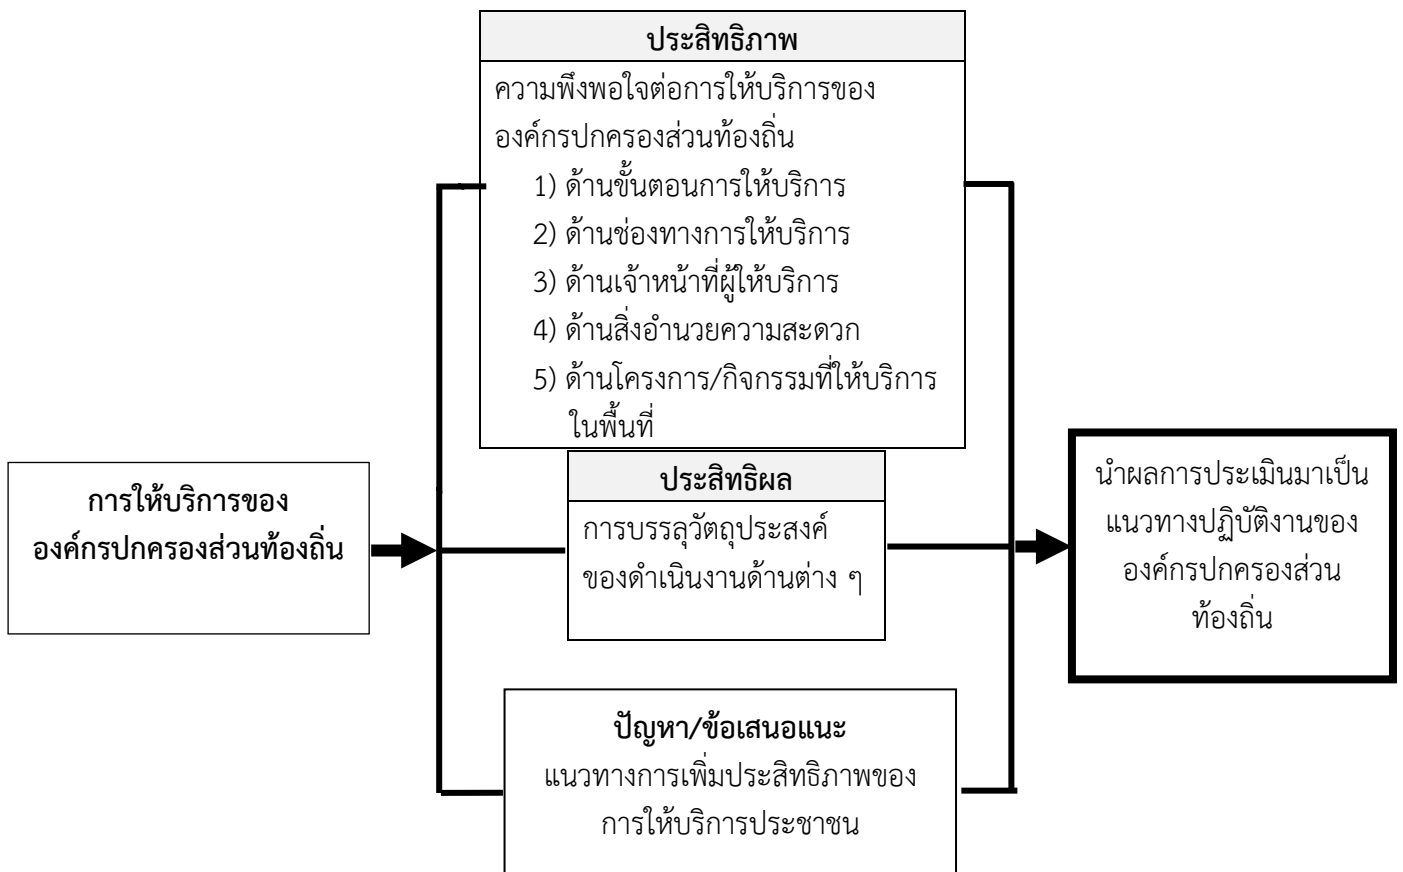 ประสิทธิภาพ
ความพึงพอใจต่อการให้บริการของ
องค์กรปกครองส่วนท้องถิ่น
1) ด้านขั้นตอนการให้บริการ
2) ด้านช่องทางการให้บริการ
3) ด้านเจ้าหน้าที่ผู้ให้บริการ
4) ด้านสิ่งอำนวยความสะดวก
5) ด้านโครงการ/กิจกรรมที่ให้บริการ
ในพื้นที่
การให้บริการของ
องค์กรปกครองส่วนท้องถิ่น
ประสิทธิผล
การบรรลุวัตถุประสงค์
ของดำเนินงานด้านต่าง ๆ
ปัญหา/ข้อเสนอแนะ
แนวทางการเพิ่มประสิทธิภาพของ
การให้บริการประชาชน
นำผลการประเมินมาเป็น
แนวทางปฏิบัติงานของ
องค์กรปกครองส่วน
ท้องถิ่น